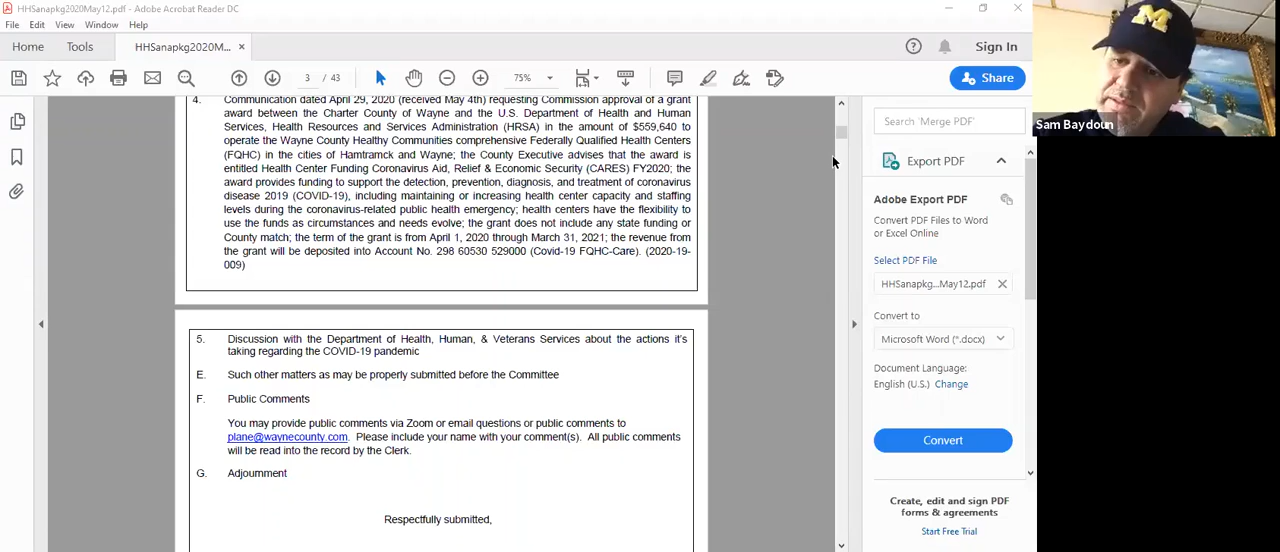 HHSanapkg2020May12.pdf - Adobe Acrobat Reader DC
File Edit View Window Help
Home Tools HHSanapkg2020M... ×
Sign In
3 / 43
75%
Share
4. Communication dated April 29, 2020 (received May 4th) requesting Commission approval of a grant
award between the Charter County of Wayne and the U.S. Department of Health and Human
Services, Health Resources and Services Administration (HRSA) in the amount of $559,640 to
operate the Wayne County Healthy Communities comprehensive Federally Qualified Health Centers
(FQHC) in the cities of Hamtramck and Wayne; the County Executive advises that the award is
entitled Health Center Funding Coronavirus Aid, Relief & Economic Security (CARES) FY2020; the
award provides funding to support the detection, prevention, diagnosis, and treatment of coronavirus
disease 2019 (COVID-19), including maintaining or increasing health center capacity and staffing
levels during the coronavirus-related public health emergency; health centers have the flexibility to
use the funds as circumstances and needs evolve; the grant does not include any state funding or
County match; the term of the grant is from April 1, 2020 through March 31, 2021; the revenue from
the grant will be deposited into Account No. 298 60530 529000 (Covid-19 FQHC-Care). (2020-19-
009)
5. Discussion with the Department of Health, Human, & Veterans Services about the actions it's
taking regarding the COVID-19 pandemic
E. Such other matters as may be properly submitted before the Committee
F. Public Comments
You may provide public comments via Zoom or email questions or public comments to
plane@waynecounty.com. Please include your name with your comment(s). All public comments
will be read into the record by the Clerk.
G. Adjournment
Respectfully submitted,
Search 'Merge PDF'
Export PDF
Adobe Export PDF
Convert PDF Files to Word
or Excel Online
Select PDF File
HHSanapkg...May12.pdf
Convert to
Microsoft Word (*.docx)
Document Language:
English (U.S.) Change
Convert
Create, edit and sign PDF
forms & agreements
Start Free Trial
M
Sam Baydoun